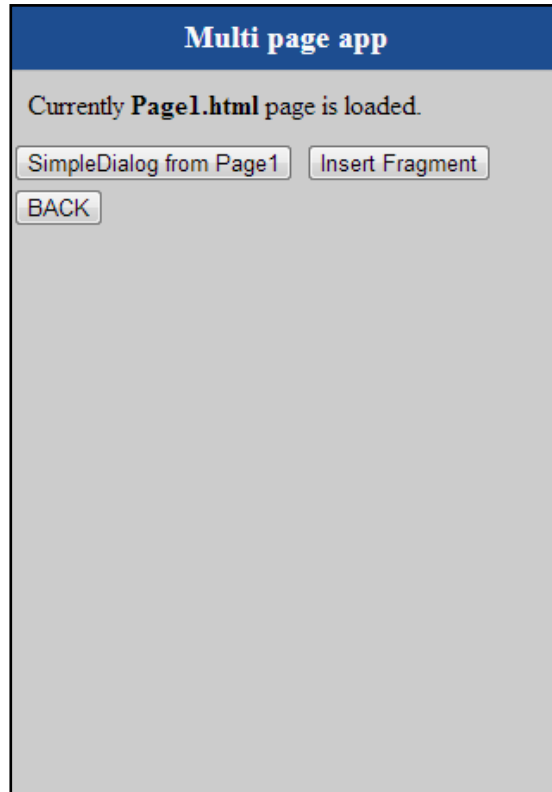 Multi page app
Currently Page1.html page is loaded.
SimpleDialog from Page1 Insert Fragment
BACK